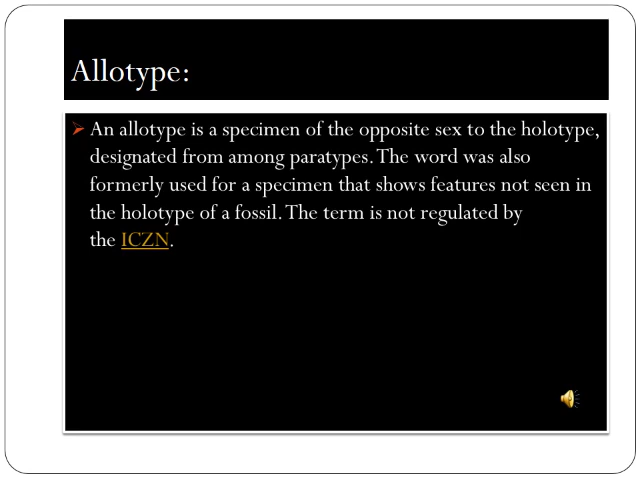 Allotype:
An allotype is a specimen of the opposite sex to the holotype,
designated from among paratypes. The word was also
formerly used for a specimen that shows features not seen in
the holotype of a fossil. The term is not regulated by
the ICZN.